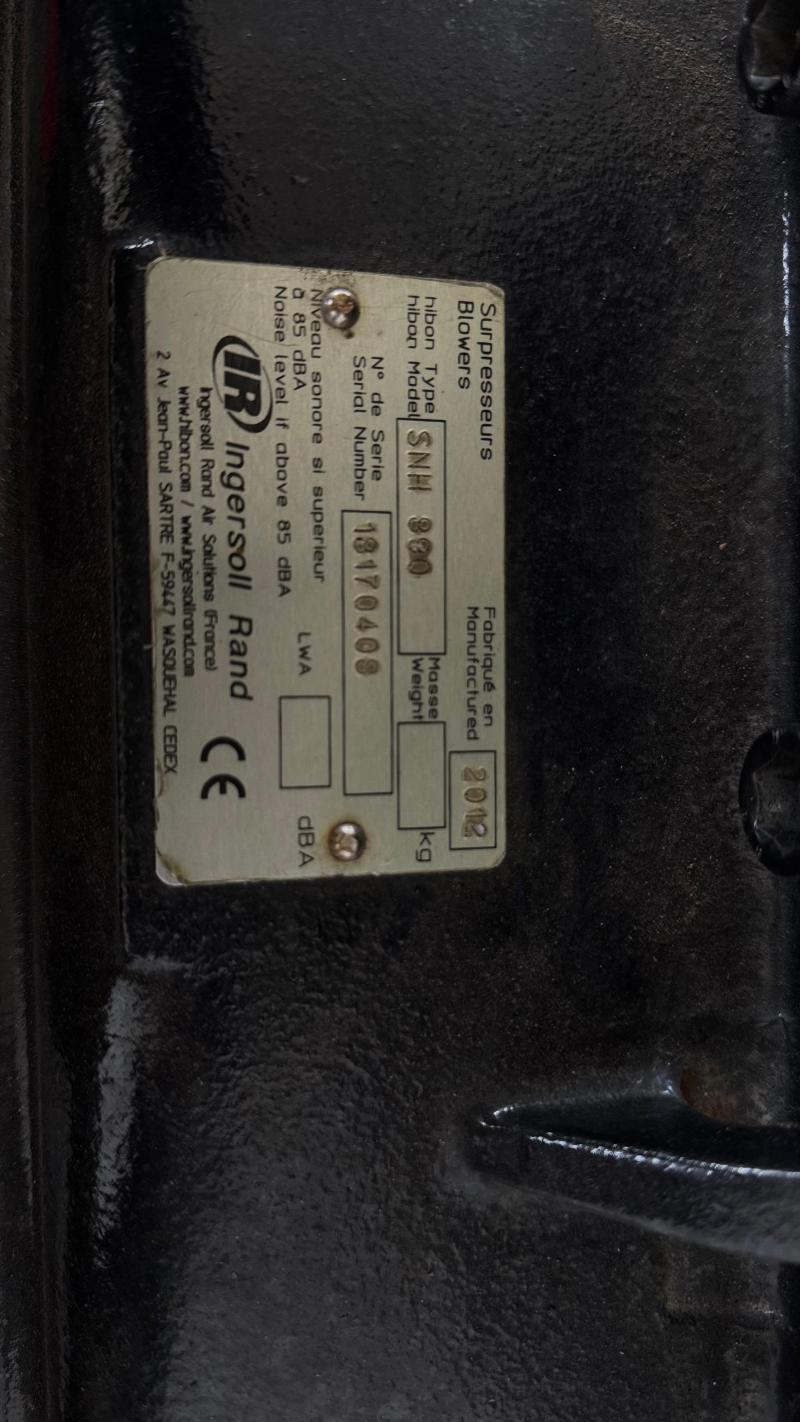 Surpresseurs
Blowers
Fabriqué en
Manufactured 2012
hibon Type
hibon Model SNH
Masse
Weight kg
N° de Serie
Serial Number
Niveau sonore si superieur
à 85 dBA
Noise level if above 85 dBA
LWA dBA
IR Ingersoll Rand CE
Ingersoll Rand Air Solutions (France)
www.hibon.com / www.ingersollrand.com
2 Av Jean-Paul SARTRE F-59447 WASQUEHAL CEDEX